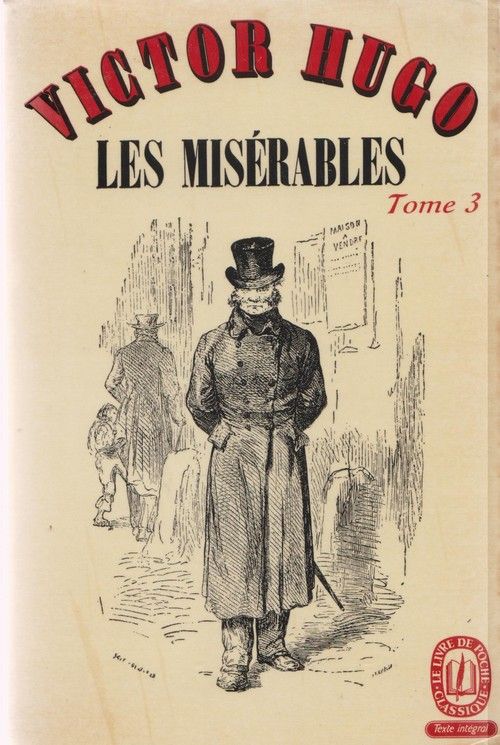 VICTOR HUGO
LES MISÉRABLES
Tome 3
MAISON
A
VENDRE
LE LIVRE DE POCHE
CLASSIQUE
Texte intégral